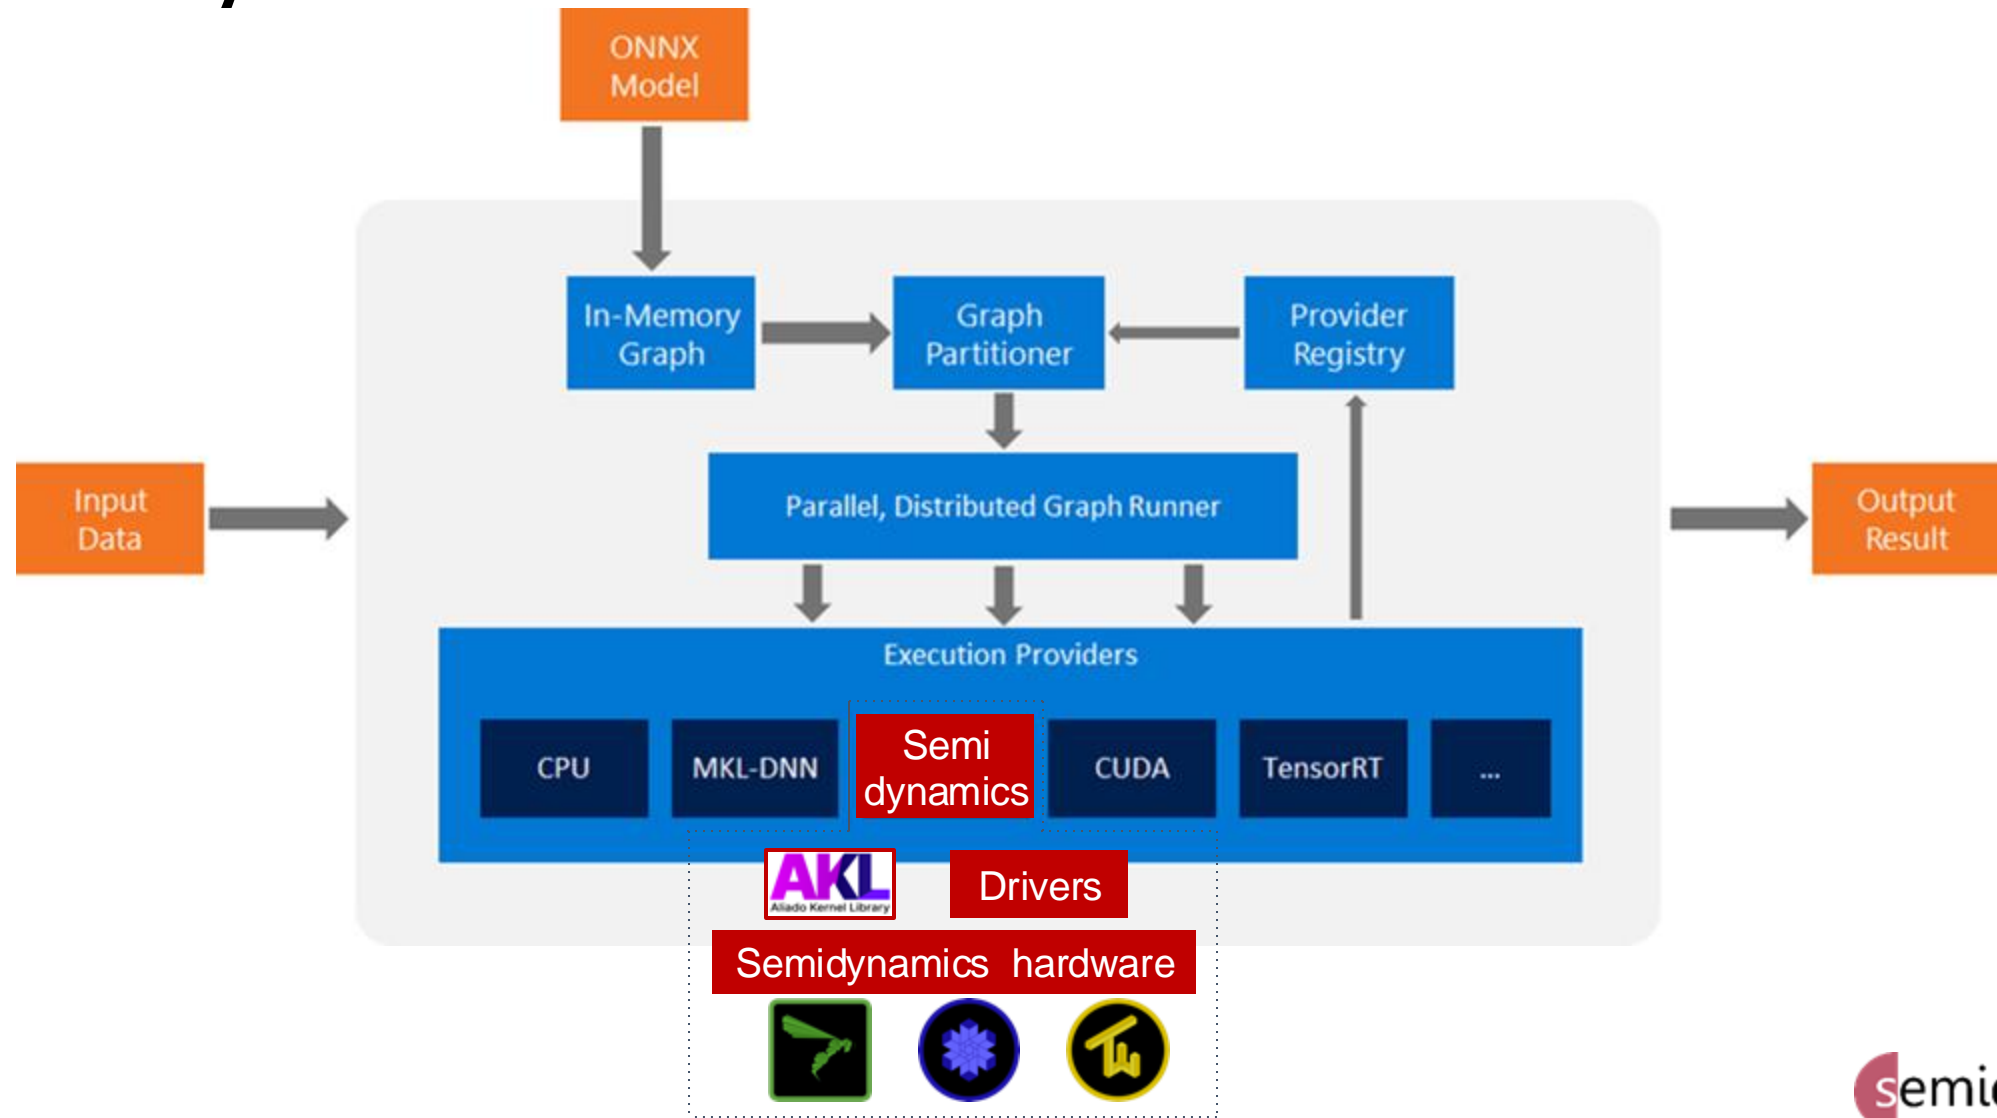 ONNX
Model
In-Memory
Graph
Graph
Partitioner
Provider
Registry
Input
Data
Parallel, Distributed Graph Runner
Output
Result
Execution Providers
CPU
MKL-DNN
Semi
dynamics
CUDA
TensorRT
...
AKL
Aliado Kernel Library
Drivers
Semidynamics hardware
semi